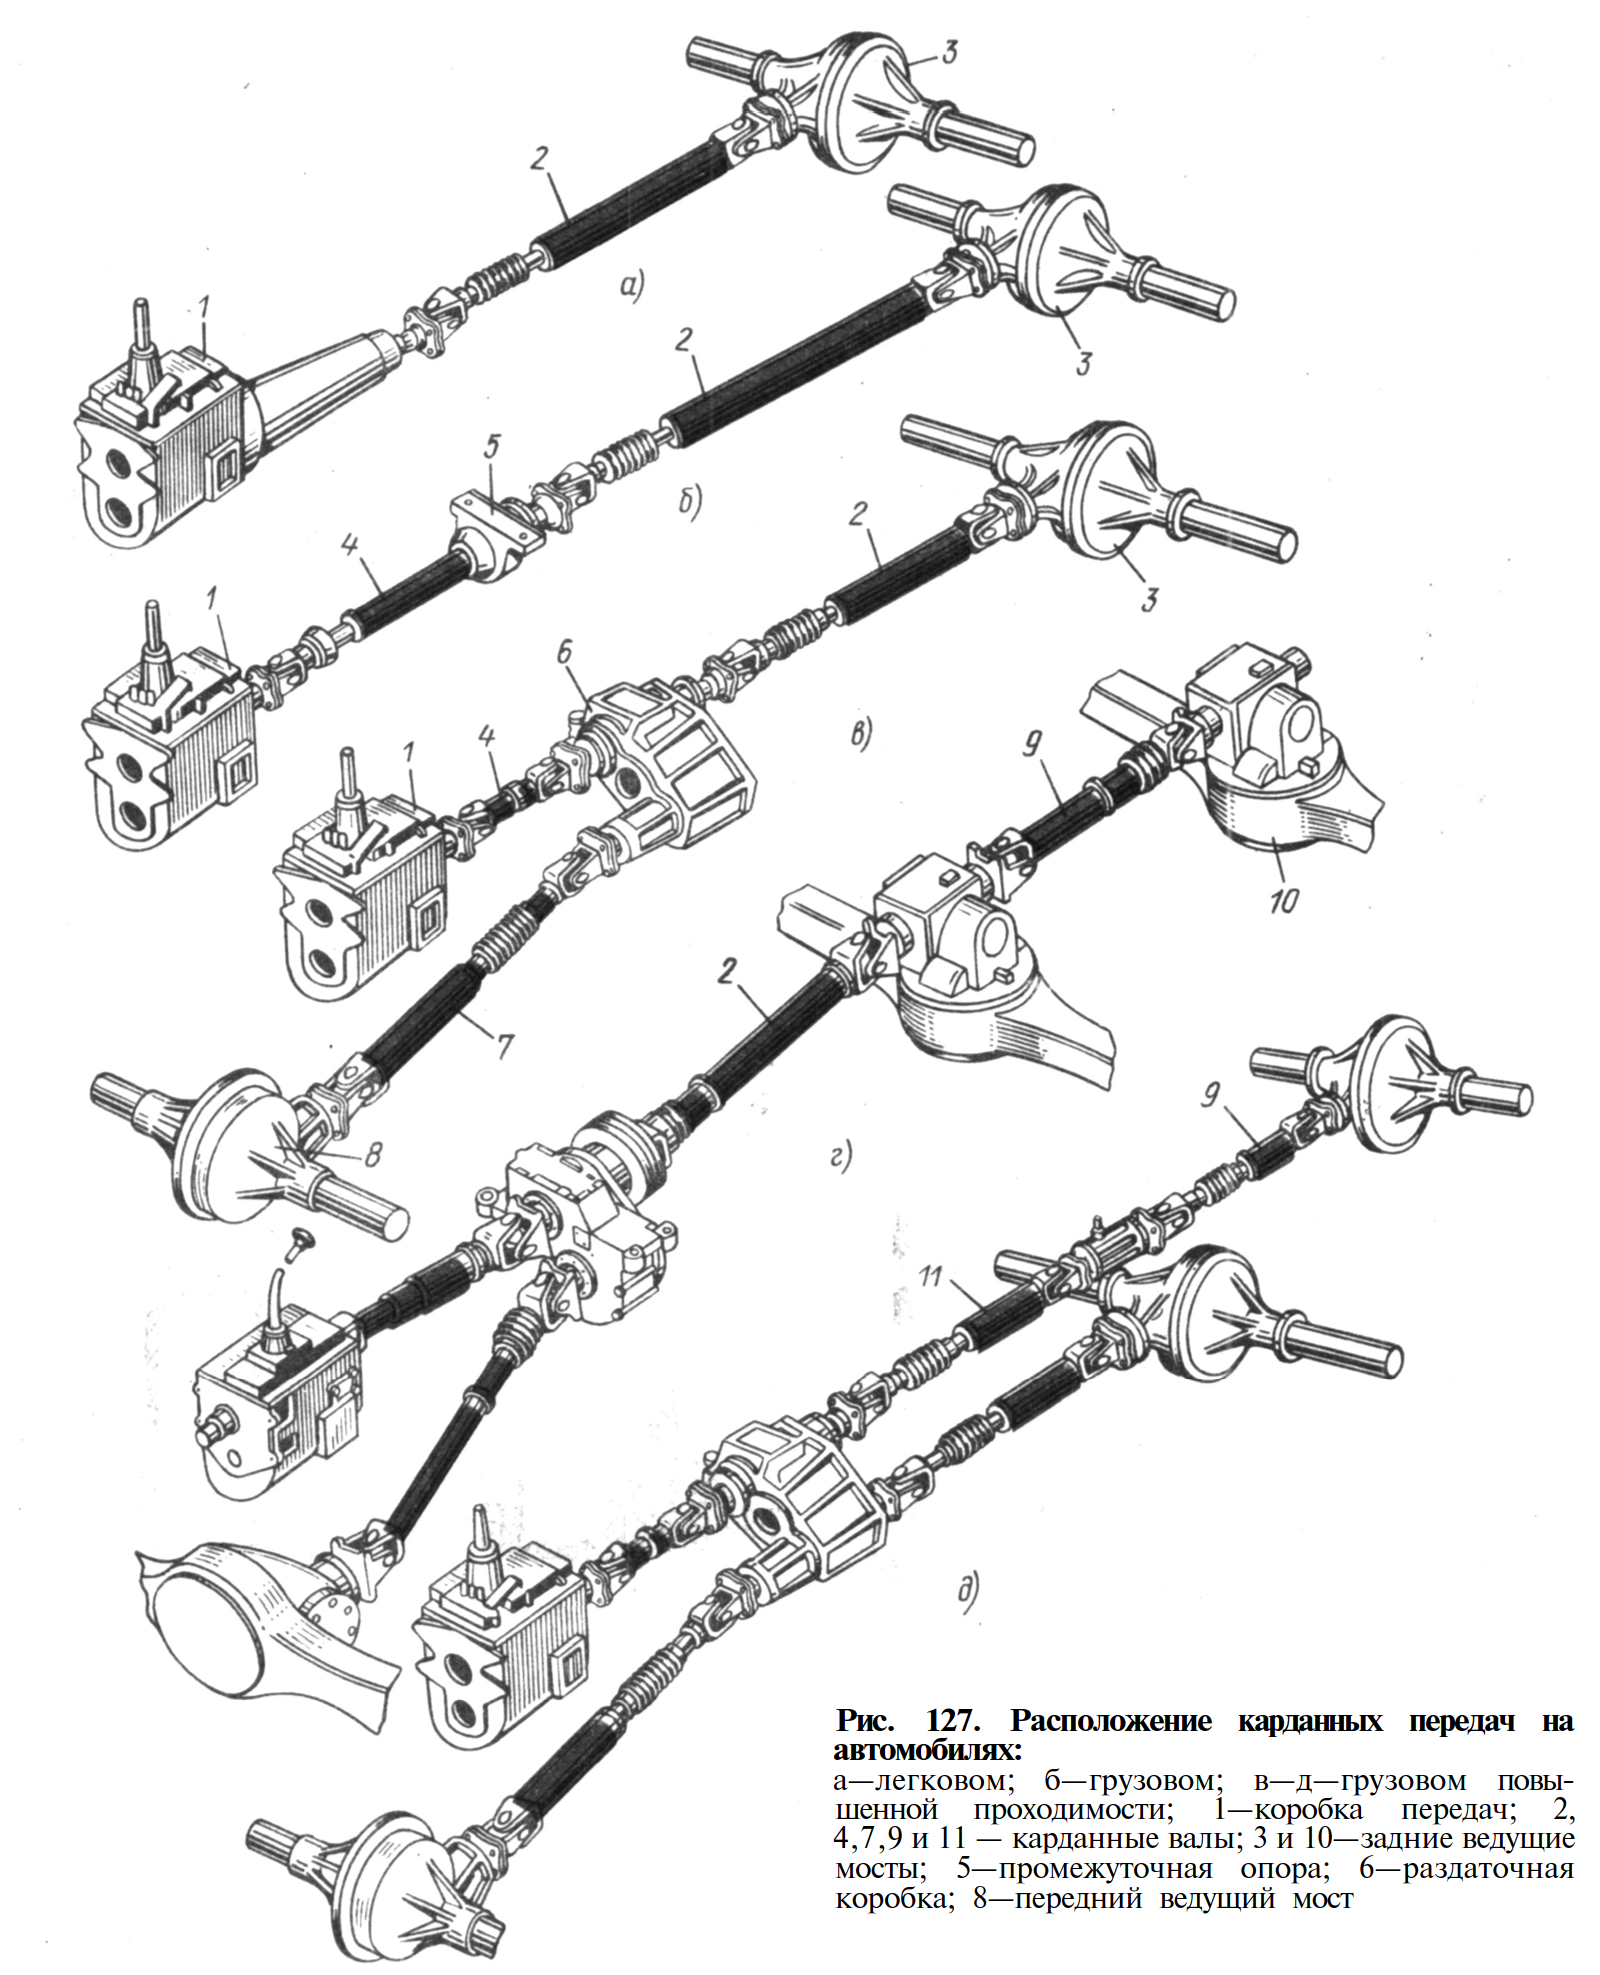 3
2
а)
1
3
2
5
б)
4
1
3
2
6
в)
4
1
9
10
2
7
8
г)
9
11
д)
Рис. 127. Расположение карданных передач на
автомобилях:
а—легковом; б—грузовом; в—д—грузовом повы-
шенной проходимости; 1—коробка передач; 2,
4,7,9 и 11 — карданные валы; 3 и 10—задние ведущие
мосты; 5—промежуточная опора; 6—раздаточная
коробка; 8—передний ведущий мост